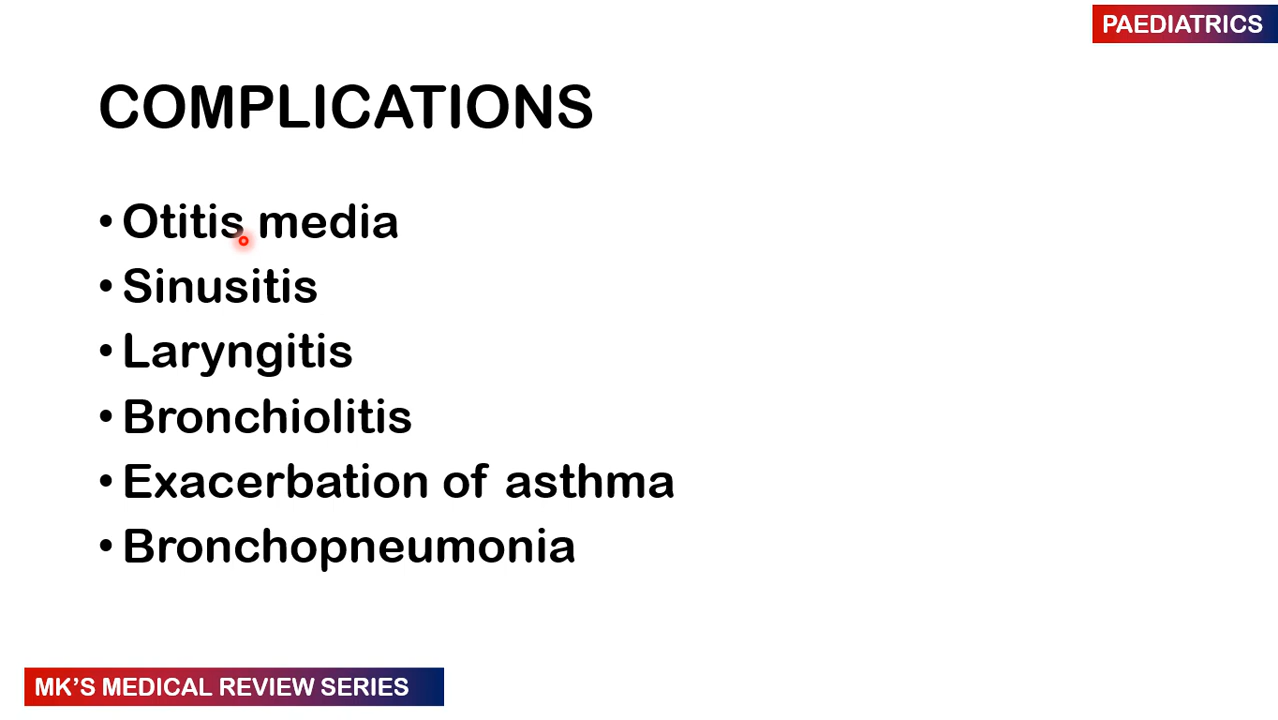 PAEDIATRICS
COMPLICATIONS
• Otitis media
• Sinusitis
• Laryngitis
• Bronchiolitis
• Exacerbation of asthma
• Bronchopneumonia
MK’S MEDICAL REVIEW SERIES